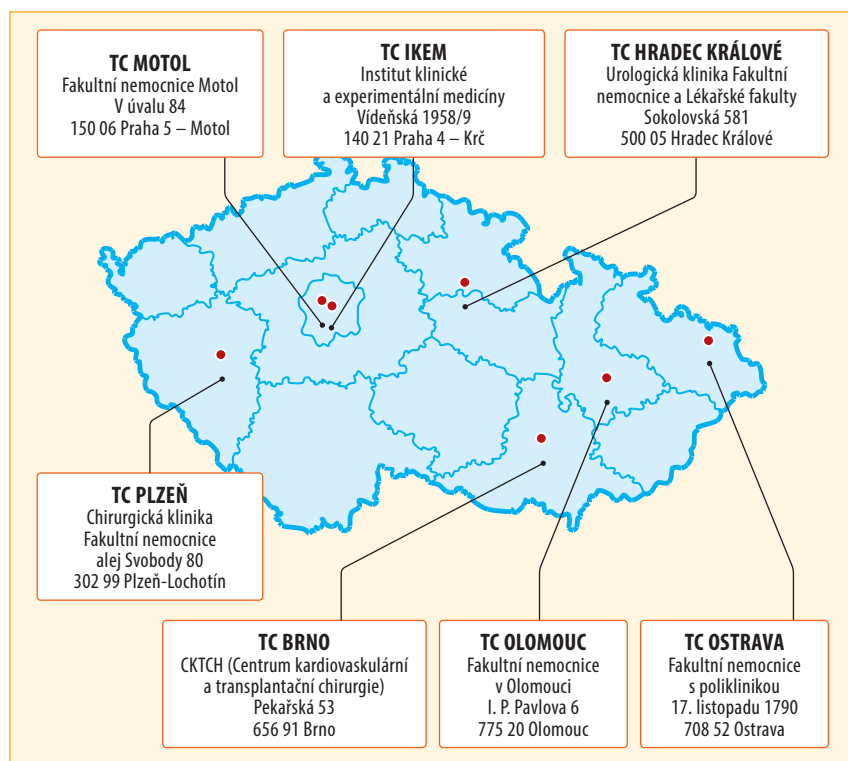 TC MOTOL
Fakultní nemocnice Motol
V úvalu 84
150 06 Praha 5 – Motol
TC IKEM
Institut klinické
a experimentální medicíny
Vídeňská 1958/9
140 21 Praha 4 – Krč
TC HRADEC KRÁLOVÉ
Urologická klinika Fakultní
nemocnice a Lékařské fakulty
Sokolovská 581
500 05 Hradec Králové
TC PLZEŇ
Chirurgická klinika
Fakultní nemocnice
alej Svobody 80
302 99 Plzeň-Lochotín
TC BRNO
CKTCH (Centrum kardiovaskulární
a transplantační chirurgie)
Pekařská 53
656 91 Brno
TC OLOMOUC
Fakultní nemocnice
v Olomouci
I. P. Pavlova 6
775 20 Olomouc
TC OSTRAVA
Fakultní nemocnice
s poliklinikou
17. listopadu 1790
708 52 Ostrava